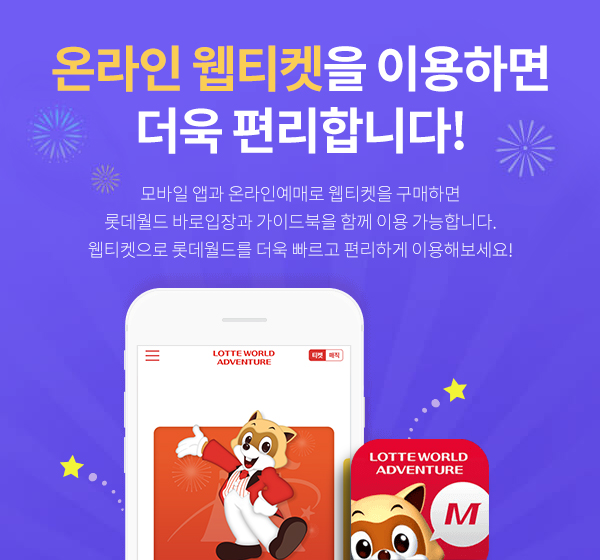 온라인 웹티켓을 이용하면
더욱 편리합니다!
모바일 앱과 온라인예매로 웹티켓을 구매하면
롯데월드 바로입장과 가이드북을 함께 이용 가능합니다.
웹티켓으로 롯데월드를 더욱 빠르고 편리하게 이용해보세요!
LOTTE WORLD
ADVENTURE
티켓 매직
LOTTE WORLD
ADVENTURE
M